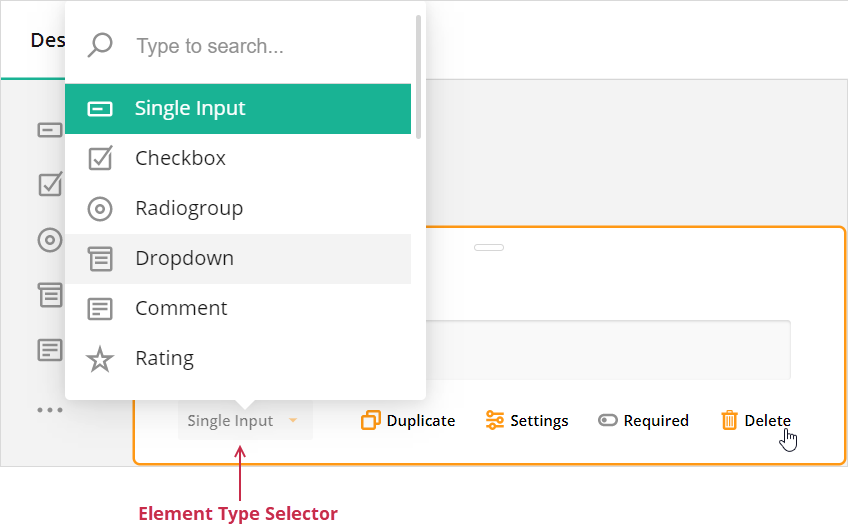 Des
Type to search...
Single Input
Checkbox
Radiogroup
Dropdown
Comment
Rating
Single Input Duplicate Settings Required Delete
Element Type Selector